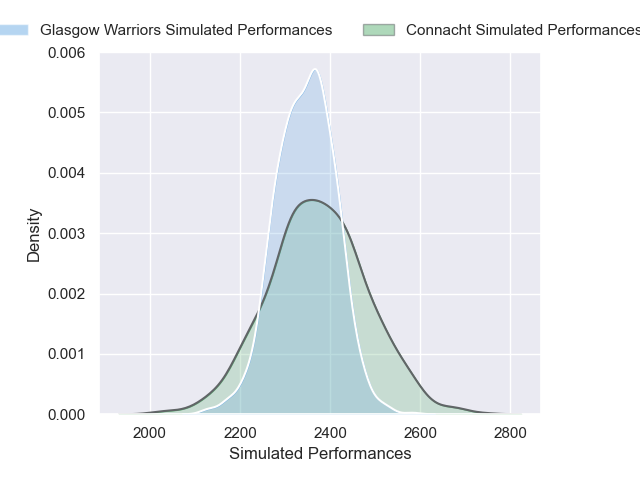 Glasgow Warriors Simulated Performances Connacht Simulated Performances
0.006
0.005
0.004
0.003
0.002
0.001
0.000
Density
2000 2200 2400 2600 2800
Simulated Performances